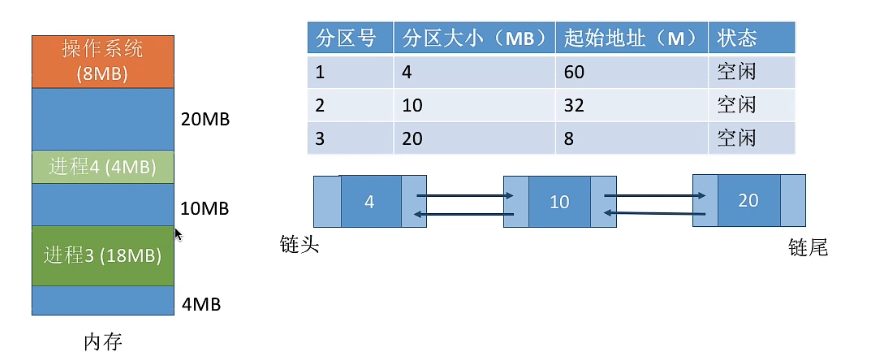 操作系统
(8MB)
20MB
进程4 (4MB)
10MB
进程3 (18MB)
4MB
内存
分区号 分区大小（MB） 起始地址（M） 状态
1 4 60 空闲
2 10 32 空闲
3 20 8 空闲
4 10 20
链头 链尾